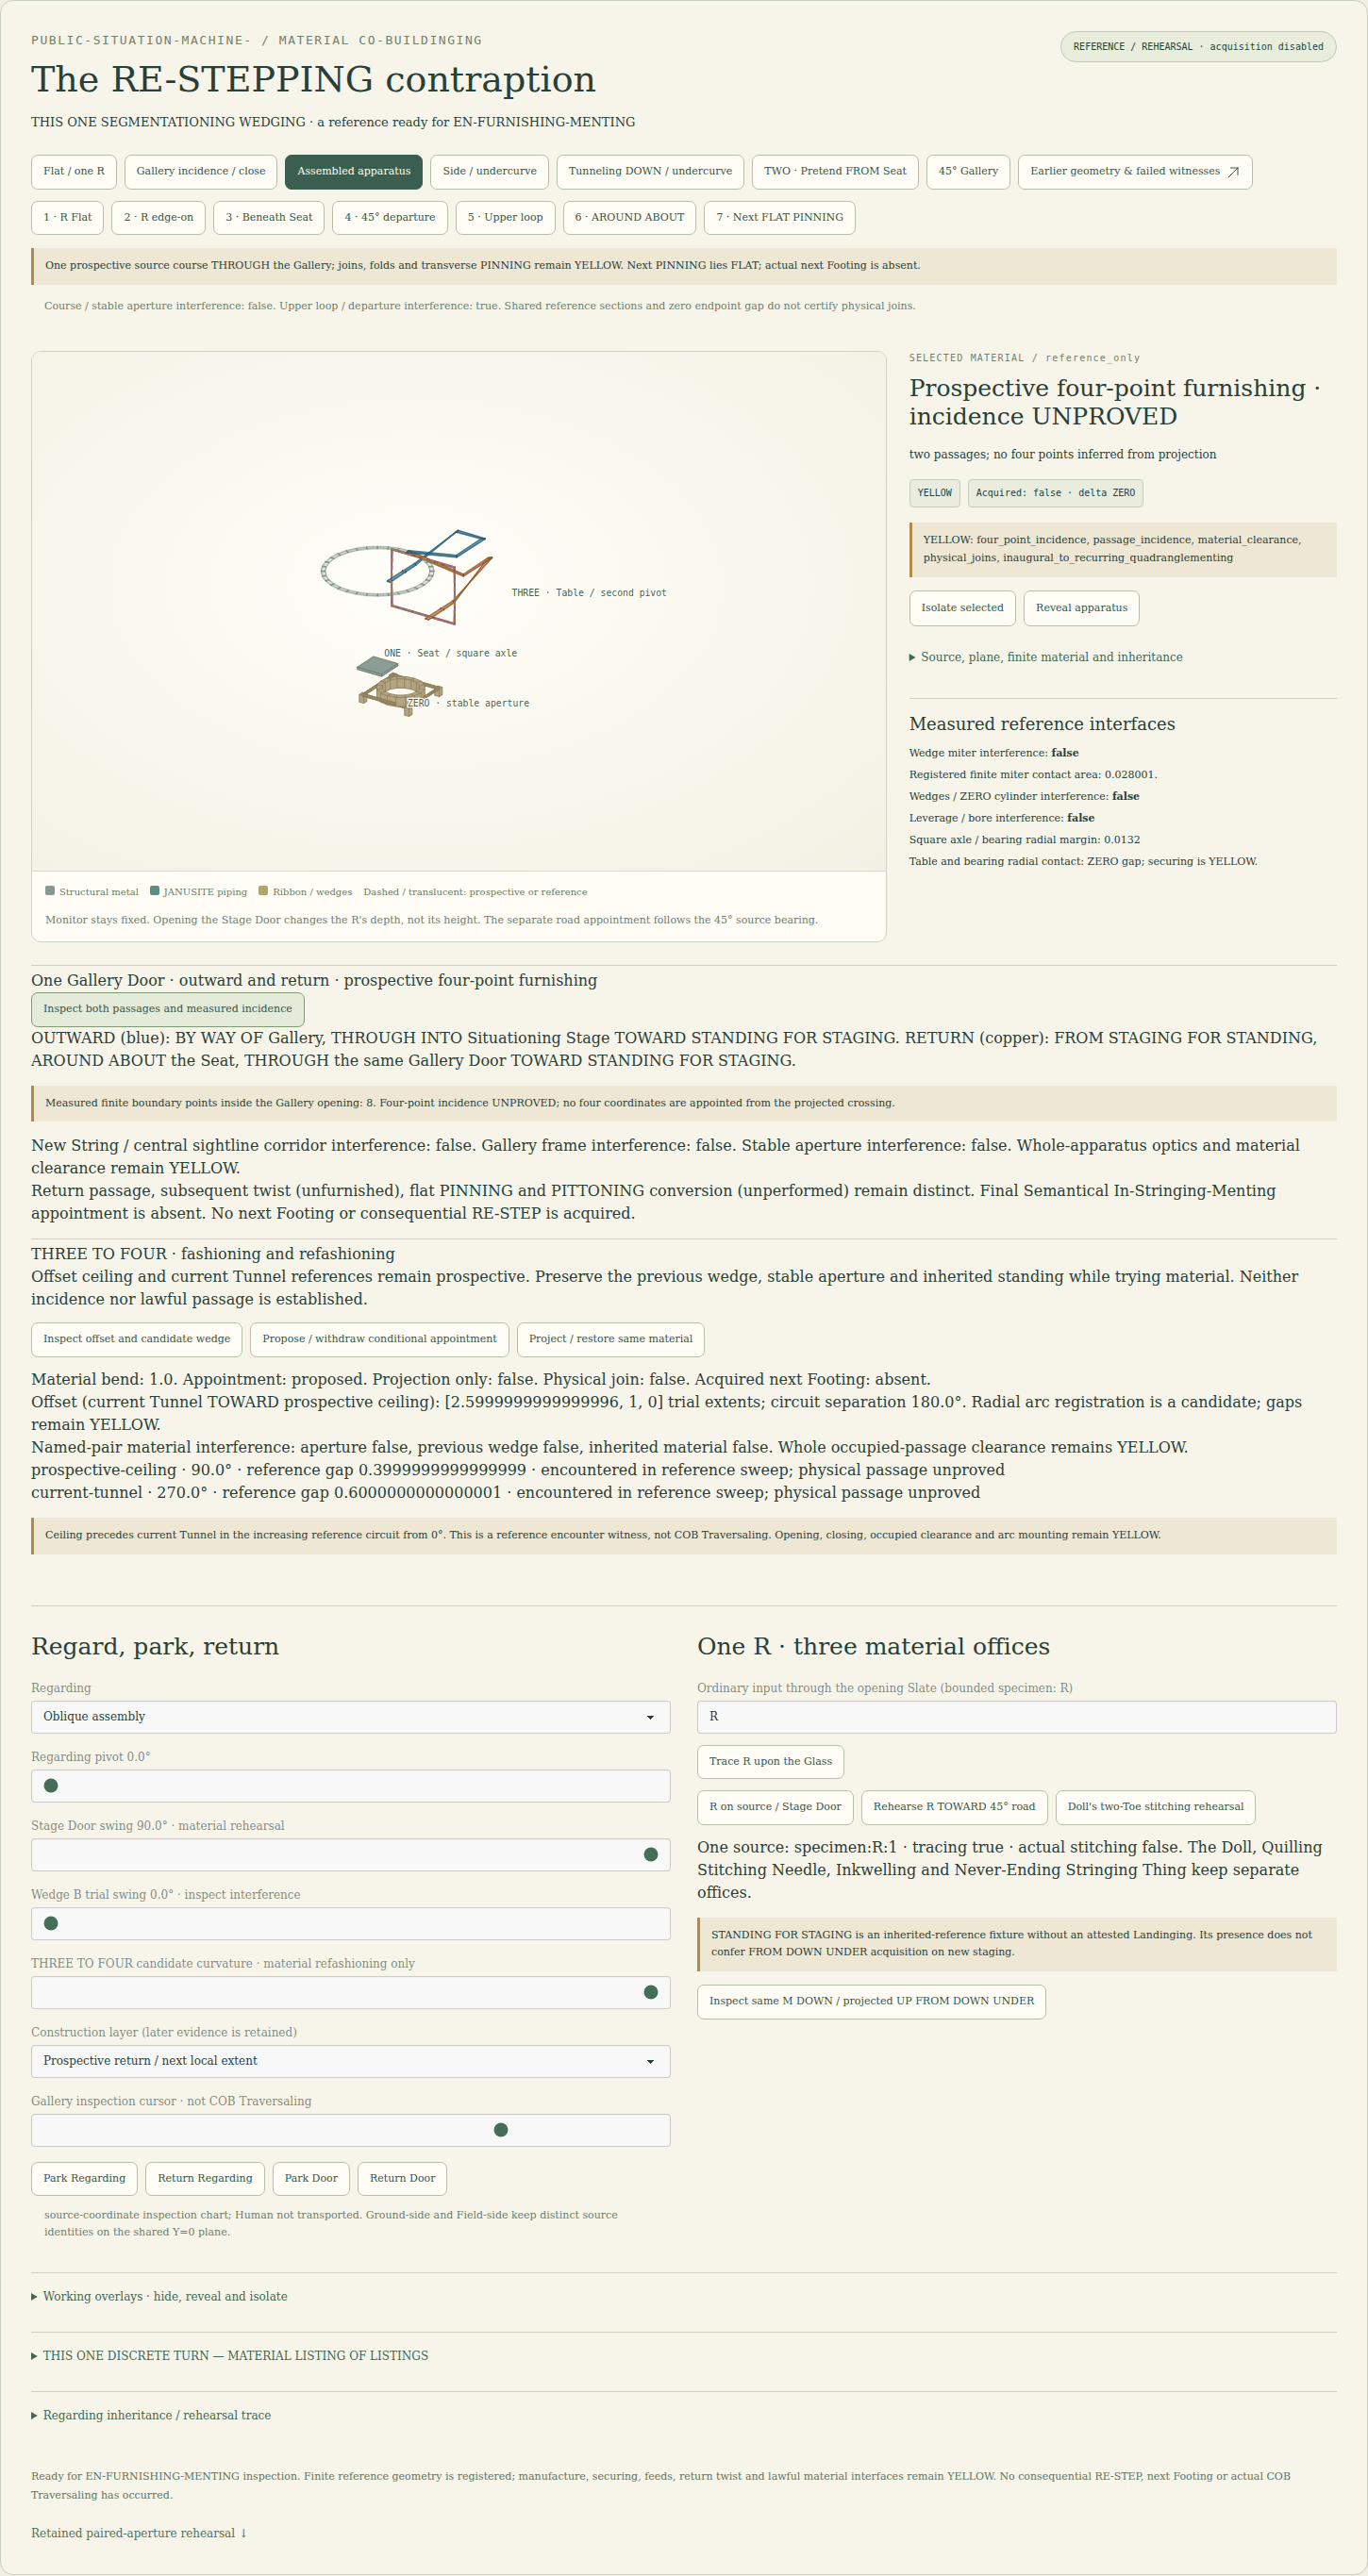 PUBLIC-SITUATION-MACHINE- / MATERIAL CO-BUILDINGING
REFERENCE / REHEARSAL · acquisition disabled
The RE-STEPPING contraption
THIS ONE SEGMENTATIONING WEDGING · a reference ready for EN-FURNISHING-MENTING
Flat / one R
Gallery incidence / close
Assembled apparatus
Side / undercurve
Tunneling DOWN / undercurve
TWO · Pretend FROM Seat
45° Gallery
Earlier geometry & failed witnesses
1 · R Flat
2 · R edge-on
3 · Beneath Seat
4 · 45° departure
5 · Upper loop
6 · AROUND ABOUT
7 · Next FLAT PINNING
One prospective source course THROUGH the Gallery; joins, folds and transverse PINNING remain YELLOW. Next PINNING lies FLAT; actual next Footing is absent.
Course / stable aperture interference: false. Upper loop / departure interference: true. Shared reference sections and zero endpoint gap do not certify physical joins.
THREE · Table / second pivot
ONE · Seat / square axle
ZERO · stable aperture
Structural metal
JANUSITE piping
Ribbon / wedges
Dashed / translucent: prospective or reference
Monitor stays fixed. Opening the Stage Door changes the R's depth, not its height. The separate road appointment follows the 45° source bearing.
SELECTED MATERIAL / reference_only
Prospective four-point furnishing ·
incidence UNPROVED
two passages; no four points inferred from projection
YELLOW
Acquired: false · delta ZERO
YELLOW: four_point_incidence, passage_incidence, material_clearance,
physical_joins, inaugural_to_recurring_quadranglementing
Isolate selected
Reveal apparatus
Source, plane, finite material and inheritance
Measured reference interfaces
Wedge miter interference: false
Registered finite miter contact area: 0.028001.
Wedges / ZERO cylinder interference: false
Leverage / bore interference: false
Square axle / bearing radial margin: 0.0132
Table and bearing radial contact: ZERO gap; securing is YELLOW.
One Gallery Door · outward and return · prospective four-point furnishing
Inspect both passages and measured incidence
OUTWARD (blue): BY WAY OF Gallery, THROUGH INTO Situationing Stage TOWARD STANDING FOR STAGING. RETURN (copper): FROM STAGING FOR STANDING,
AROUND ABOUT the Seat, THROUGH the same Gallery Door TOWARD STANDING FOR STAGING.
Measured finite boundary points inside the Gallery opening: 8. Four-point incidence UNPROVED; no four coordinates are appointed from the projected crossing.
New String / central sightline corridor interference: false. Gallery frame interference: false. Stable aperture interference: false. Whole-apparatus optics and material
clearance remain YELLOW.
Return passage, subsequent twist (unfurnished), flat PINNING and PITTONING conversion (unperformed) remain distinct. Final Semantical In-Stringing-Menting
appointment is absent. No next Footing or consequential RE-STEP is acquired.
THREE TO FOUR · fashioning and refashioning
Offset ceiling and current Tunnel references remain prospective. Preserve the previous wedge, stable aperture and inherited standing while trying material. Neither
incidence nor lawful passage is established.
Inspect offset and candidate wedge
Propose / withdraw conditional appointment
Project / restore same material
Material bend: 1.0. Appointment: proposed. Projection only: false. Physical join: false. Acquired next Footing: absent.
Offset (current Tunnel TOWARD prospective ceiling): [2.5999999999999996, 1, 0] trial extents; circuit separation 180.0°. Radial arc registration is a candidate; gaps
remain YELLOW.
Named-pair material interference: aperture false, previous wedge false, inherited material false. Whole occupied-passage clearance remains YELLOW.
prospective-ceiling · 90.0° · reference gap 0.3999999999999999 · encountered in reference sweep; physical passage unproved
current-tunnel · 270.0° · reference gap 0.6000000000000001 · encountered in reference sweep; physical passage unproved
Ceiling precedes current Tunnel in the increasing reference circuit from 0°. This is a reference encounter witness, not COB Traversaling. Opening, closing, occupied clearance and arc mounting remain YELLOW.
Regard, park, return
Regarding
Oblique assembly
Regarding pivot 0.0°
Stage Door swing 90.0° · material rehearsal
Wedge B trial swing 0.0° · inspect interference
THREE TO FOUR candidate curvature · material refashioning only
Construction layer (later evidence is retained)
Prospective return / next local extent
Gallery inspection cursor · not COB Traversaling
Park Regarding
Return Regarding
Park Door
Return Door
source-coordinate inspection chart; Human not transported. Ground-side and Field-side keep distinct source
identities on the shared Y=0 plane.
One R · three material offices
Ordinary input through the opening Slate (bounded specimen: R)
R
Trace R upon the Glass
R on source / Stage Door
Rehearse R TOWARD 45° road
Doll's two-Toe stitching rehearsal
One source: specimen:R:1 · tracing true · actual stitching false. The Doll, Quilling
Stitching Needle, Inkwelling and Never-Ending Stringing Thing keep separate
offices.
STANDING FOR STAGING is an inherited-reference fixture without an attested Landinging. Its presence does not
confer FROM DOWN UNDER acquisition on new staging.
Inspect same M DOWN / projected UP FROM DOWN UNDER
Working overlays · hide, reveal and isolate
THIS ONE DISCRETE TURN — MATERIAL LISTING OF LISTINGS
Regarding inheritance / rehearsal trace
Ready for EN-FURNISHING-MENTING inspection. Finite reference geometry is registered; manufacture, securing, feeds, return twist and lawful material interfaces remain YELLOW. No consequential RE-STEP, next Footing or actual COB
Traversaling has occurred.
Retained paired-aperture rehearsal ↓